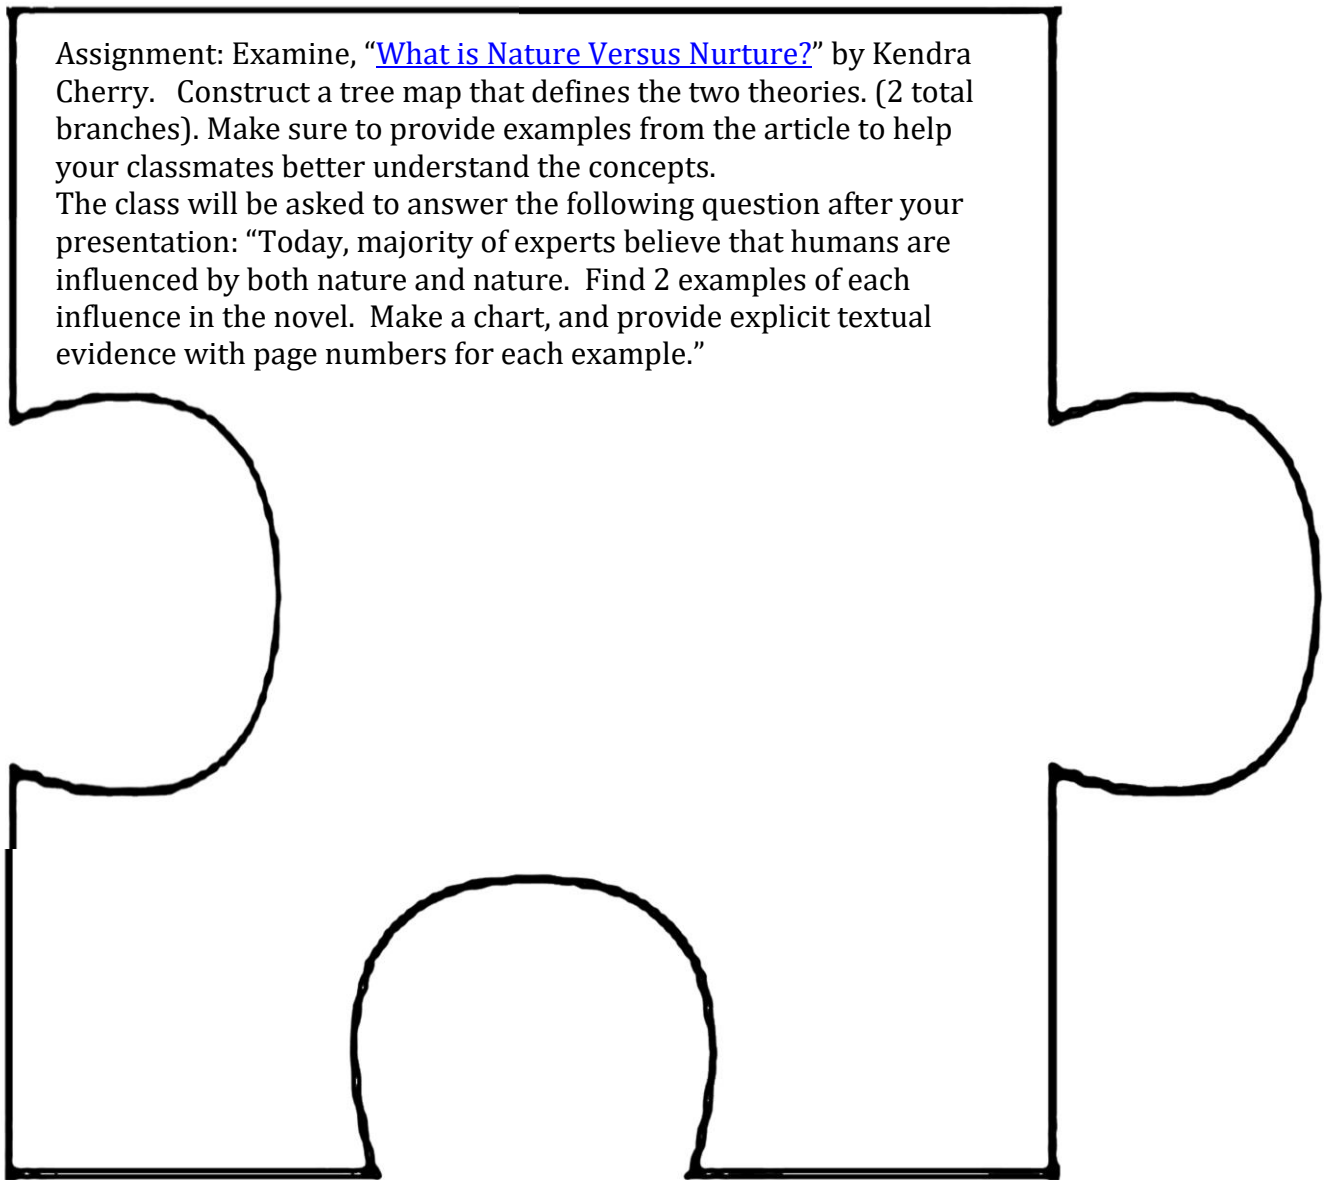 Assignment: Examine, “What is Nature Versus Nurture?” by Kendra
Cherry.   Construct a tree map that defines the two theories. (2 total
branches). Make sure to provide examples from the article to help
your classmates better understand the concepts.
The class will be asked to answer the following question after your
presentation: “Today, majority of experts believe that humans are
influenced by both nature and nature.  Find 2 examples of each
influence in the novel.  Make a chart, and provide explicit textual
evidence with page numbers for each example.”